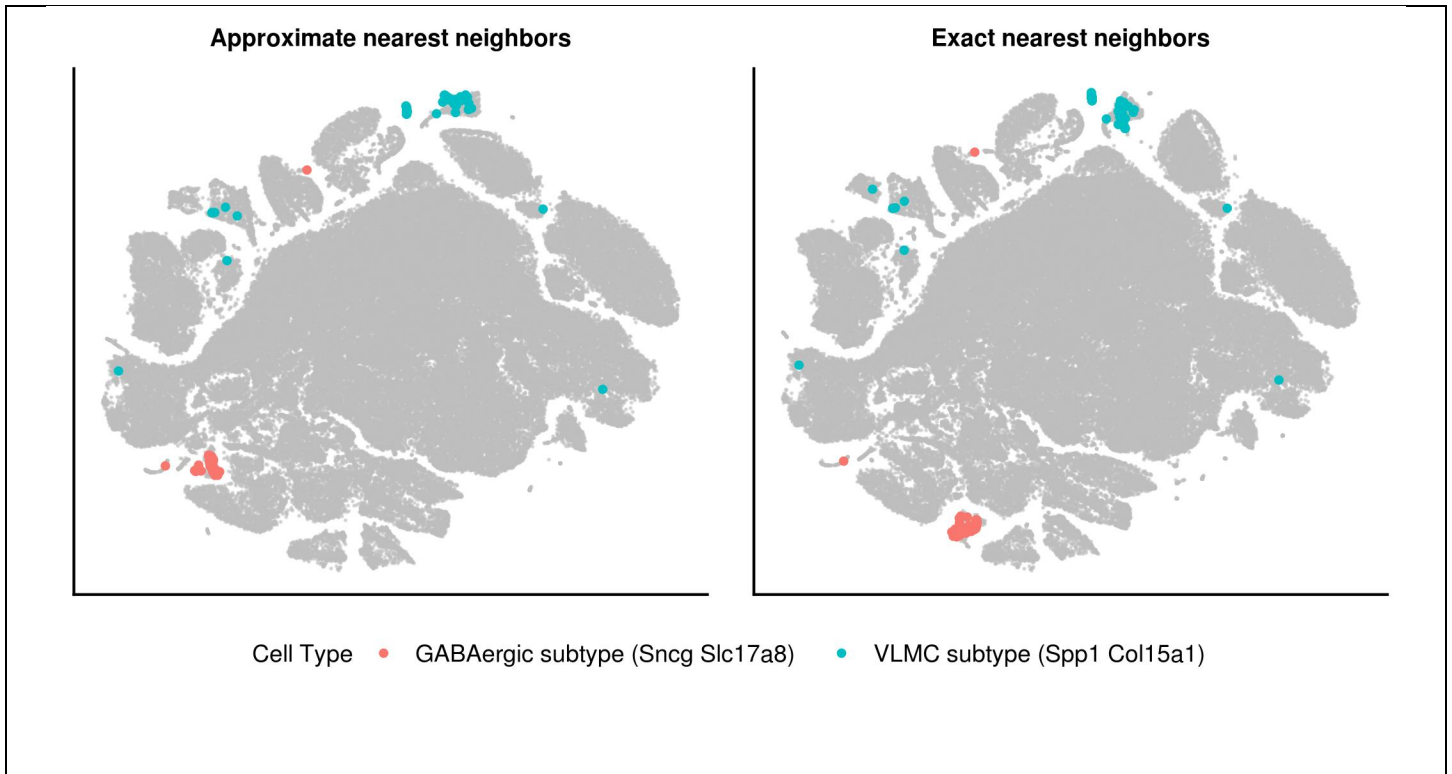 Approximate nearest neighbors
Exact nearest neighbors
Cell Type GABAergic subtype (Sncg Slc17a8) VLMC subtype (Spp1 Col15a1)